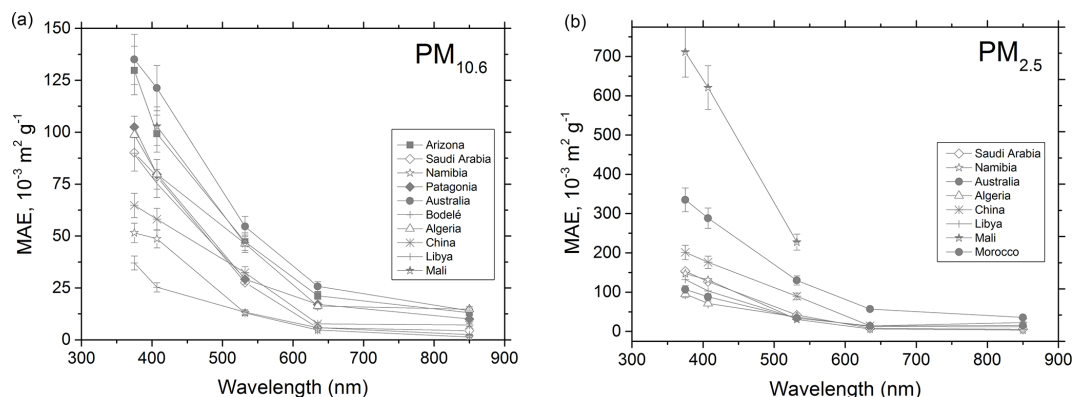 (a)
PM10.6
MAE, 10-3 m2 g-1
150
125
100
75
50
25
0
300 400 500 600 700 800 900
Wavelength (nm)
Arizona
Saudi Arabia
Namibia
Patagonia
Australia
Bodelé
Algeria
China
Libya
Mali
(b)
PM2.5
MAE, 10-3 m2 g-1
700
600
500
400
300
200
100
0
300 400 500 600 700 800 900
Wavelength (nm)
Saudi Arabia
Namibia
Australia
Algeria
China
Libya
Mali
Morocco